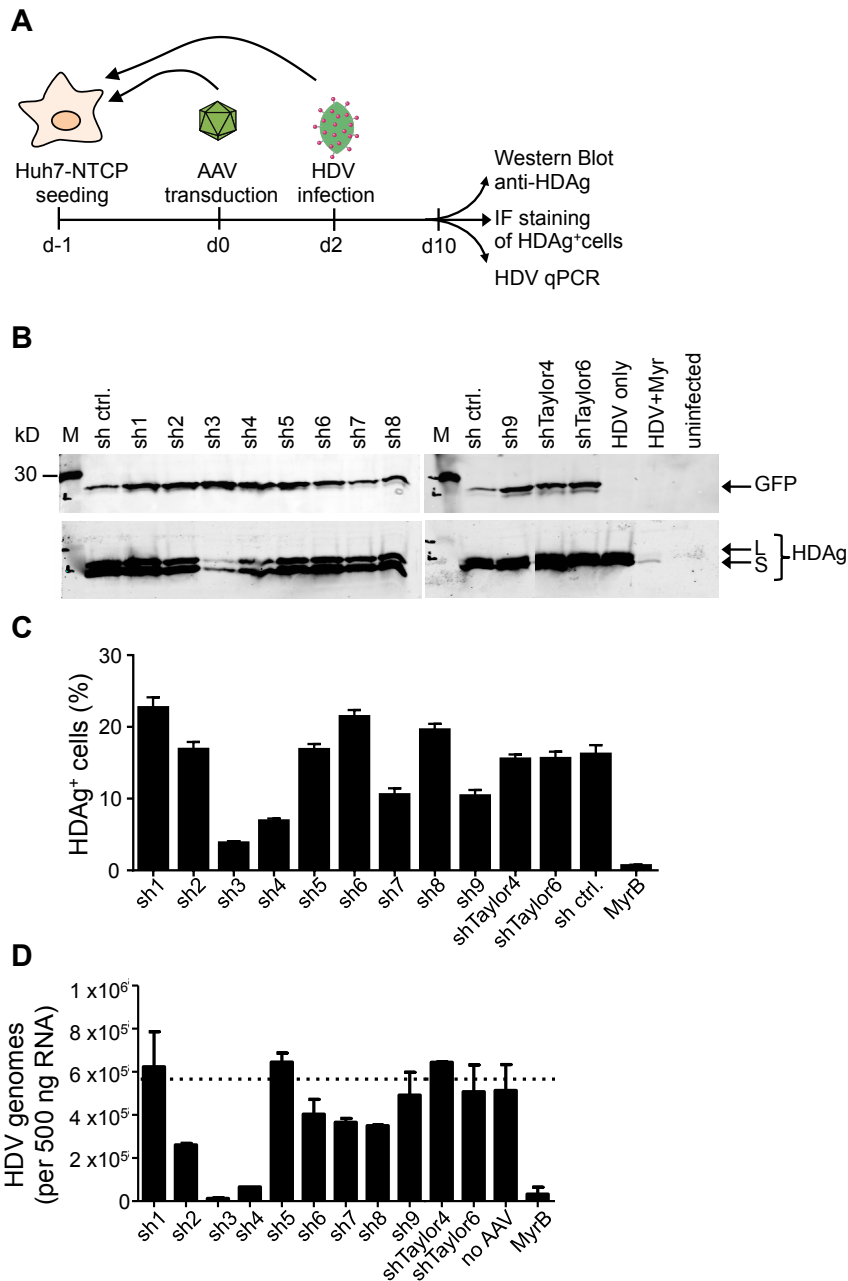 A
Huh7-NTCP
seeding
AAV
transduction
HDV
infection
Western Blot
anti-HDAg
IF staining
of HDAg⁺cells
HDV qPCR
d-1
d0
d2
d10
B
kD
M
sh ctrl.
sh1
sh2
sh3
sh4
sh5
sh6
sh7
sh8
M
sh ctrl.
sh9
shTaylor4
shTaylor6
HDV only
HDV+Myr
uninfected
30
GFP
L
S
HDAg
C
HDAg⁺ cells (%)
30
20
10
0
sh1
sh2
sh3
sh4
sh5
sh6
sh7
sh8
sh9
shTaylor4
shTaylor6
sh ctrl.
MyrB
D
HDV genomes
(per 500 ng RNA)
1 x10⁶
8 x10⁵
6 x10⁵
4 x10⁵
2 x10⁵
0
sh1
sh2
sh3
sh4
sh5
sh6
sh7
sh8
sh9
shTaylor4
shTaylor6
no AAV
MyrB